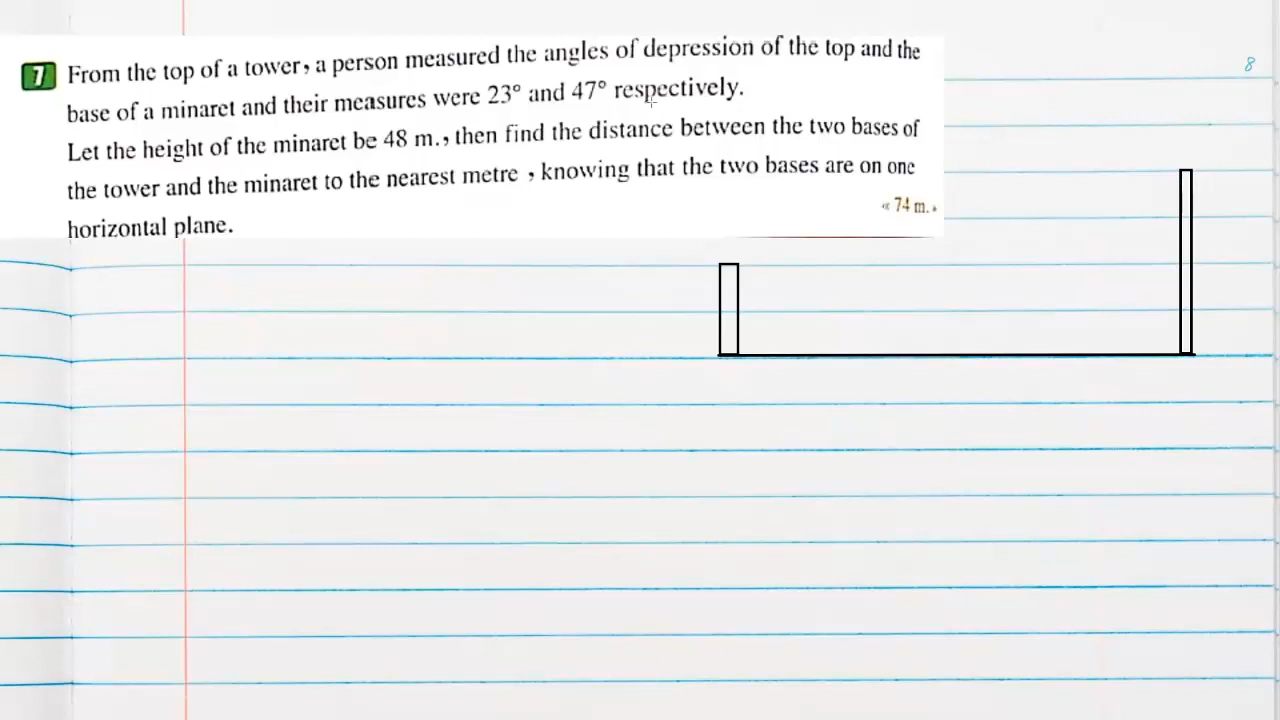 7 From the top of a tower, a person measured the angles of depression of the top and the
base of a minaret and their measures were 23° and 47° respectively.
Let the height of the minaret be 48 m., then find the distance between the two bases of
the tower and the minaret to the nearest metre, knowing that the two bases are on one
horizontal plane.
« 74 m. »
8